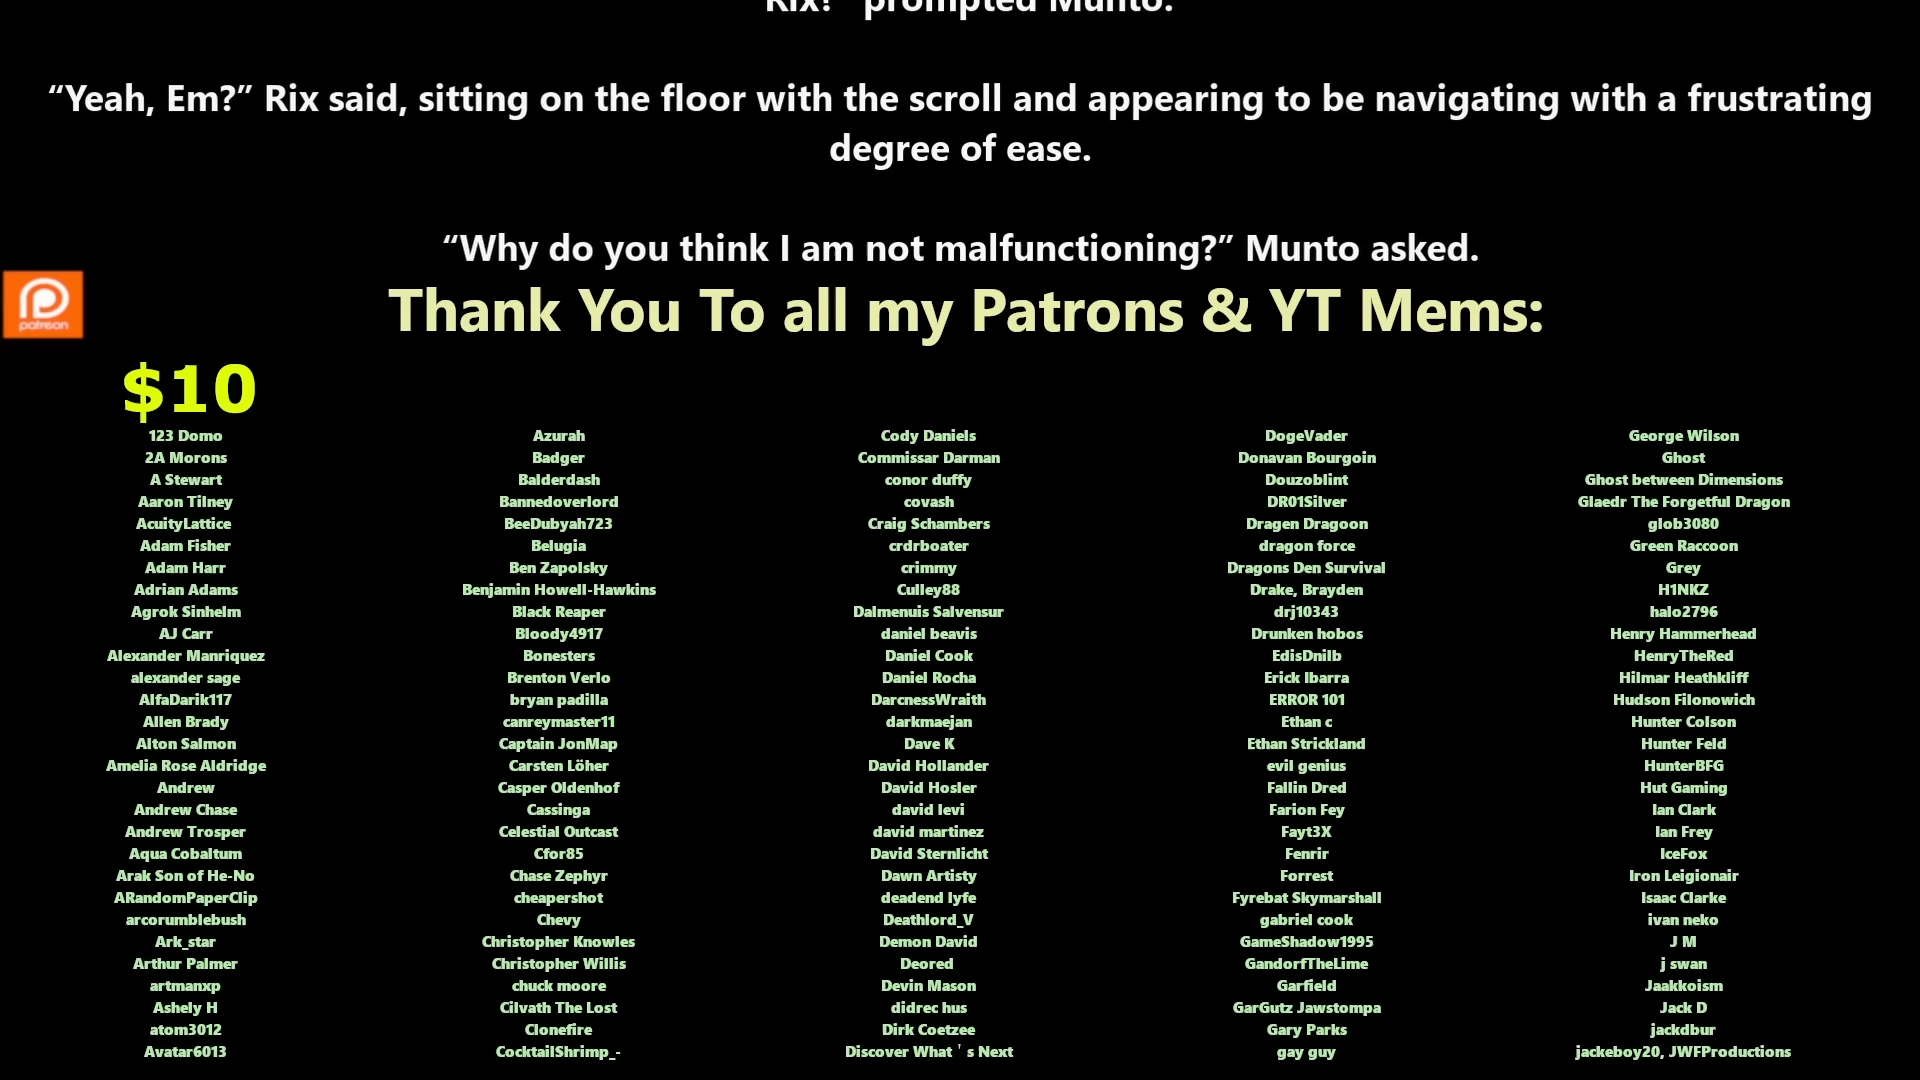 Rix?" prompted Munto.
“Yeah, Em?” Rix said, sitting on the floor with the scroll and appearing to be navigating with a frustrating
degree of ease.
“Why do you think I am not malfunctioning?” Munto asked.
patreon
Thank You To all my Patrons & YT Mems:
$10
123 Domo
2A Morons
A Stewart
Aaron Tilney
AcuityLattice
Adam Fisher
Adam Harr
Adrian Adams
Agrok Sinhelm
AJ Carr
Alexander Manriquez
alexander sage
AlfaDarik117
Allen Brady
Alton Salmon
Amelia Rose Aldridge
Andrew
Andrew Chase
Andrew Trosper
Aqua Cobaltum
Arak Son of He-No
ARandomPaperClip
arcorumblebush
Ark_star
Arthur Palmer
artmanxp
Ashely H
atom3012
Avatar6013
Azurah
Badger
Balderdash
Bannedoverlord
BeeDubyah723
Belugia
Ben Zapolsky
Benjamin Howell-Hawkins
Black Reaper
Bloody4917
Bonesters
Brenton Verlo
bryan padilla
canreymaster11
Captain JonMap
Carsten Löher
Casper Oldenhof
Cassinga
Celestial Outcast
Cfor85
Chase Zephyr
cheapershot
Chevy
Christopher Knowles
Christopher Willis
chuck moore
Cilvath The Lost
Clonefire
CocktailShrimp_-
Cody Daniels
Commissar Darman
conor duffy
covash
Craig Schambers
crdrboater
crimmy
Culley88
Dalmenuis Salvensur
daniel beavis
Daniel Cook
Daniel Rocha
DarcnessWraith
darkmaejan
Dave K
David Hollander
David Hosler
david levi
david martinez
David Sternlicht
Dawn Artisty
deadend lyfe
Deathlord_V
Demon David
Deored
Devin Mason
didrec hus
Dirk Coetzee
Discover What＇s Next
DogeVader
Donavan Bourgoin
Douzoblint
DR01Silver
Dragen Dragoon
dragon force
Dragons Den Survival
Drake, Brayden
drj10343
Drunken hobos
EdisDnilb
Erick Ibarra
ERROR 101
Ethan c
Ethan Strickland
evil genius
Fallin Dred
Farion Fey
Fayt3X
Fenrir
Forrest
Fyrebat Skymarshall
gabriel cook
GameShadow1995
GandorfTheLime
Garfield
GarGutz Jawstompa
Gary Parks
gay guy
George Wilson
Ghost
Ghost between Dimensions
Glaedr The Forgetful Dragon
glob3080
Green Raccoon
Grey
H1NKZ
halo2796
Henry Hammerhead
HenryTheRed
Hilmar Heathkliff
Hudson Filonowich
Hunter Colson
Hunter Feld
HunterBFG
Hut Gaming
Ian Clark
Ian Frey
IceFox
Iron Leigionair
Isaac Clarke
ivan neko
J M
j swan
Jaakkoism
Jack D
jackdbur
jackeboy20, JWFProductions